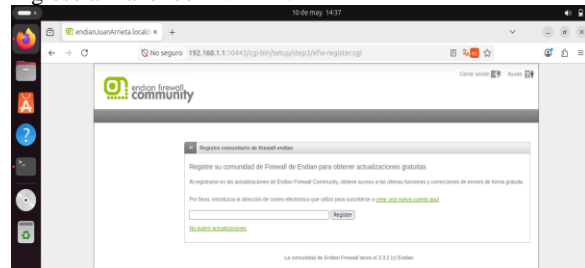 10 de may 14:37
endianJuanArrieta.locald
No seguro 192.168.1.1:10443/cgi-bin/setup/step3/efw-register.cgi
Cerrar sesión Ayuda
endian firewall
community
Registro comunitario de firewall endian
Registre su comunidad de Firewall de Endian para obtener actualizaciones gratuitas
Al registrarse en las actualizaciones de Endian Firewall Community, obtiene acceso a las últimas funciones y correcciones de errores de forma gratuita.
Por favor, introduzca la dirección de correo electrónico que utilizó para suscribirse o crear una nueva cuenta aquí
Register
No quiero actualizaciones
La comunidad de Endian Firewall lanza el 3.3.2 (c) Endian